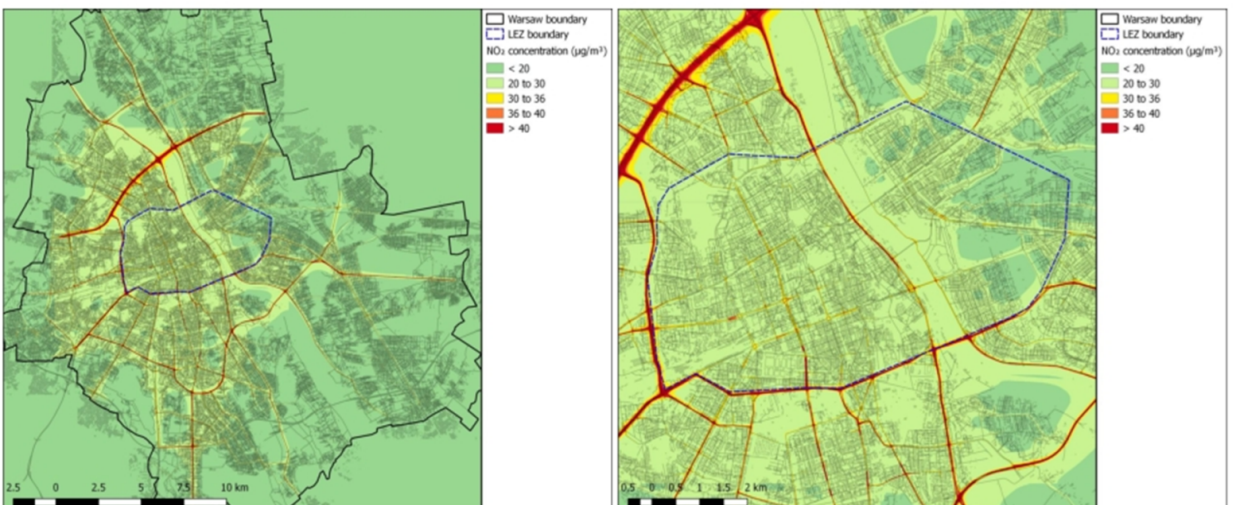 Warsaw boundary
LEZ boundary
NO₂ concentration (µg/m³)
< 20
20 to 30
30 to 36
36 to 40
> 40
2.5 0 2.5 5 7.5 10 km
Warsaw boundary
LEZ boundary
NO₂ concentration (µg/m³)
< 20
20 to 30
30 to 36
36 to 40
> 40
0.5 0 0.5 1 1.5 2 km